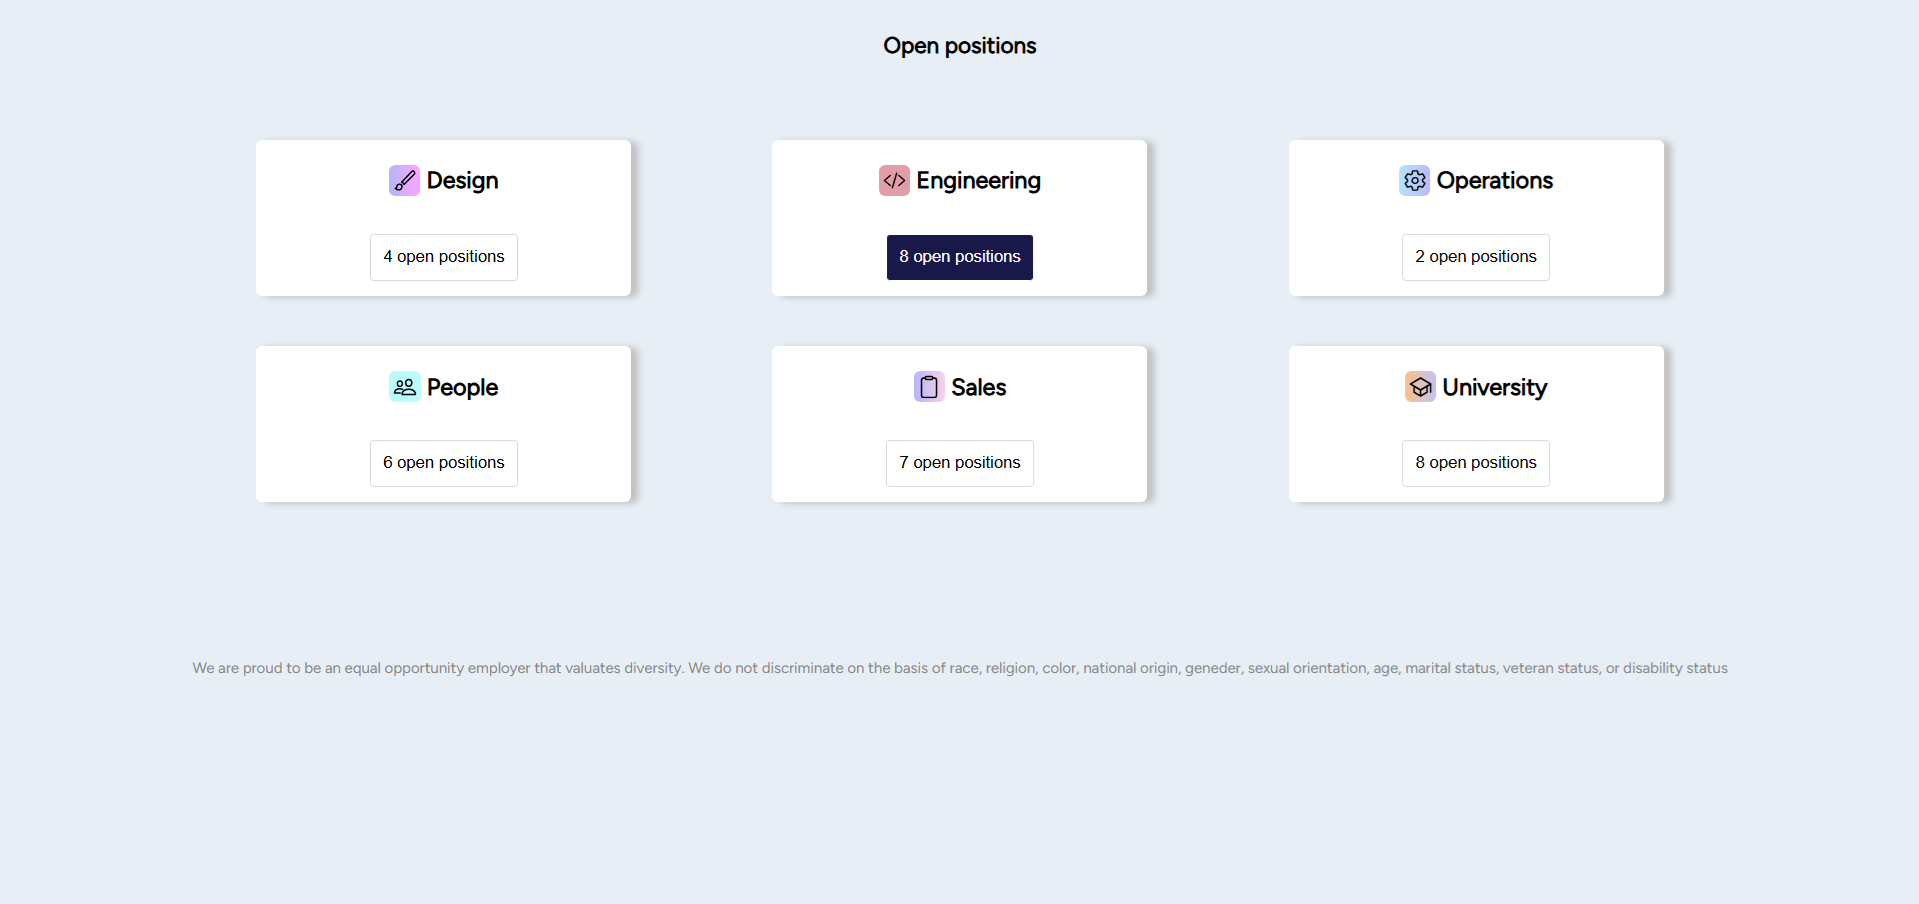 Open positions
Design
Engineering
Operations
4 open positions
8 open positions
2 open positions
People
Sales
University
6 open positions
7 open positions
8 open positions
We are proud to be an equal opportunity employer that valuates diversity. We do not discriminate on the basis of race, religion, color, national origin, geneder, sexual orientation, age, marital status, veteran status, or disability status